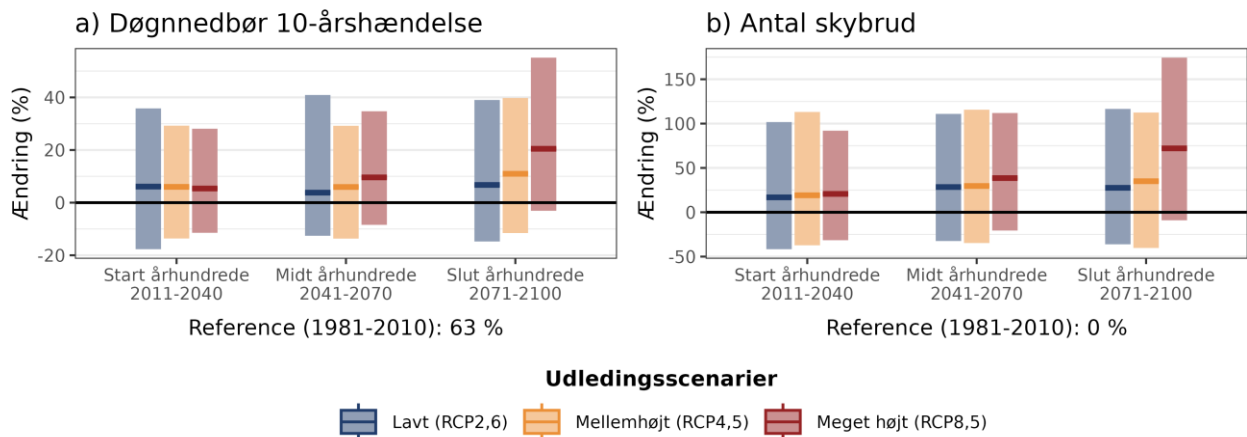 a) Døgnnedbør 10-årshændelse
Ændring (%)
40
20
0
-20
Start århundrede
2011-2040
Midt århundrede
2041-2070
Slut århundrede
2071-2100
Reference (1981-2010): 63 %
b) Antal skybrud
Ændring (%)
150
100
50
0
-50
Start århundrede
2011-2040
Midt århundrede
2041-2070
Slut århundrede
2071-2100
Reference (1981-2010): 0 %
Udledingsscenarier
Lavt (RCP2,6)
Mellemhøjt (RCP4,5)
Meget højt (RCP8,5)